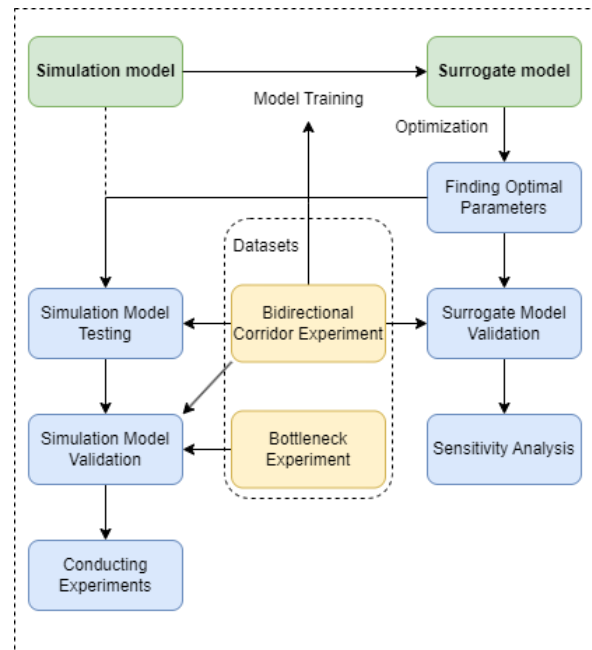 Simulation model
Surrogate model
Model Training
Optimization
Finding Optimal
Parameters
Datasets
Simulation Model
Testing
Bidirectional
Corridor Experiment
Surrogate Model
Validation
Simulation Model
Validation
Bottleneck
Experiment
Sensitivity Analysis
Conducting
Experiments